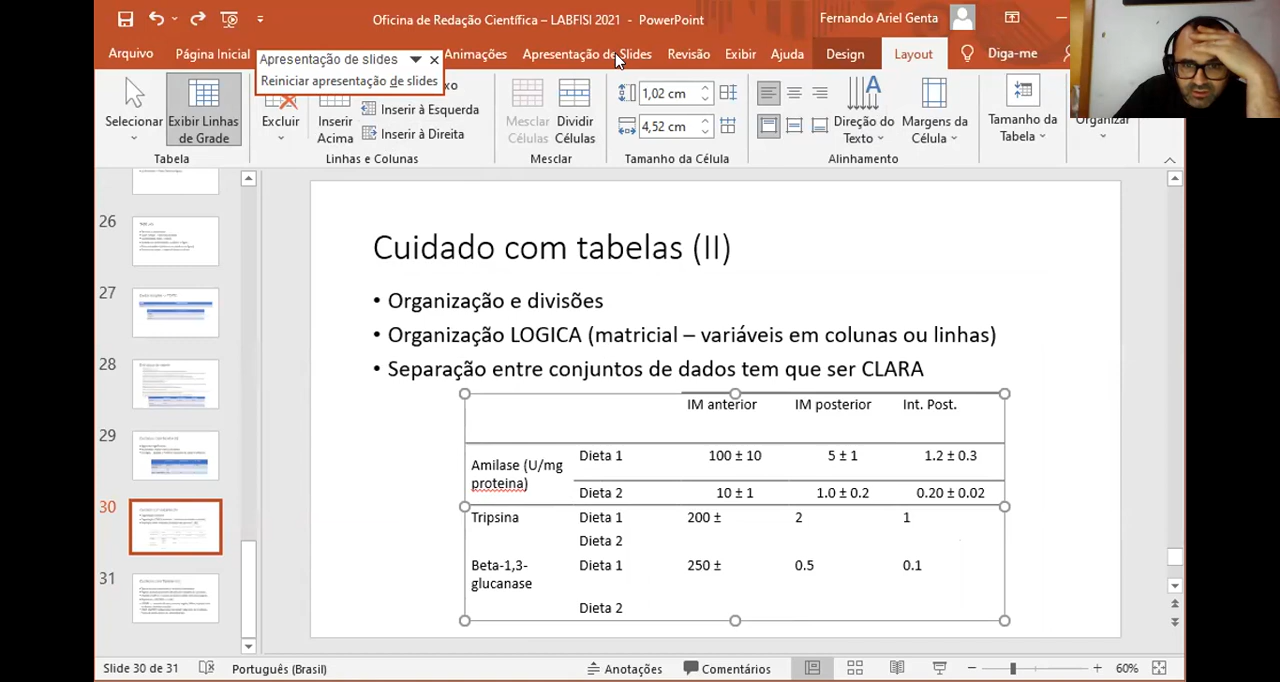 Oficina de Redação Científica – LABFISI 2021 - PowerPoint
Fernando Ariel Genta
Arquivo
Página Inicial
Animações
Apresentação de Slides
Revisão
Exibir
Ajuda
Design
Layout
Diga-me
Apresentação de slides
Reiniciar apresentação de slides
Selecionar
Exibir Linhas
de Grade
Excluir
Inserir
Acima
Inserir à Esquerda
Inserir à Direita
Mesclar
Células
Dividir
Células
1,02 cm
4,52 cm
Direção do
Texto
Margens da
Célula
Tamanho da
Tabela
Organizar
Tabela
Linhas e Colunas
Mesclar
Tamanho da Célula
Alinhamento
26
27
28
29
30
31
Cuidado com tabelas (II)
• Organização e divisões
• Organização LOGICA (matricial – variáveis em colunas ou linhas)
• Separação entre conjuntos de dados tem que ser CLARA
IM anterior IM posterior Int. Post.
Amilase (U/mg
proteina)
Dieta 1 100 ± 10 5 ± 1 1.2 ± 0.3
Dieta 2 10 ± 1 1.0 ± 0.2 0.20 ± 0.02
Tripsina Dieta 1 200 ± 2 1
Dieta 2
Beta-1,3-
glucanase
Dieta 1 250 ± 0.5 0.1
Dieta 2
Slide 30 de 31
Português (Brasil)
Anotações
Comentários
60%